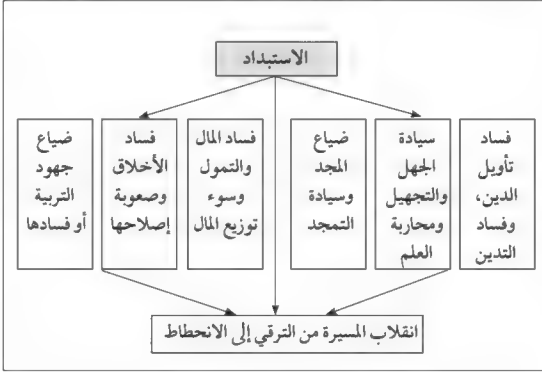 الاستبداد
فساد
تأويل
الدين،
وفساد
التدين
سيادة
الجهل
والتجهيل
ومحاربة
العلم
ضياع
المجد
وسيادة
التمجد
فساد المال
والتمول
وسوء
توزيع المال
فساد
الأخلاق
وصعوبة
إصلاحها
ضياع
جهود
التربية
أو فسادها
انقلاب المسيرة من الترقي إلى الانحطاط